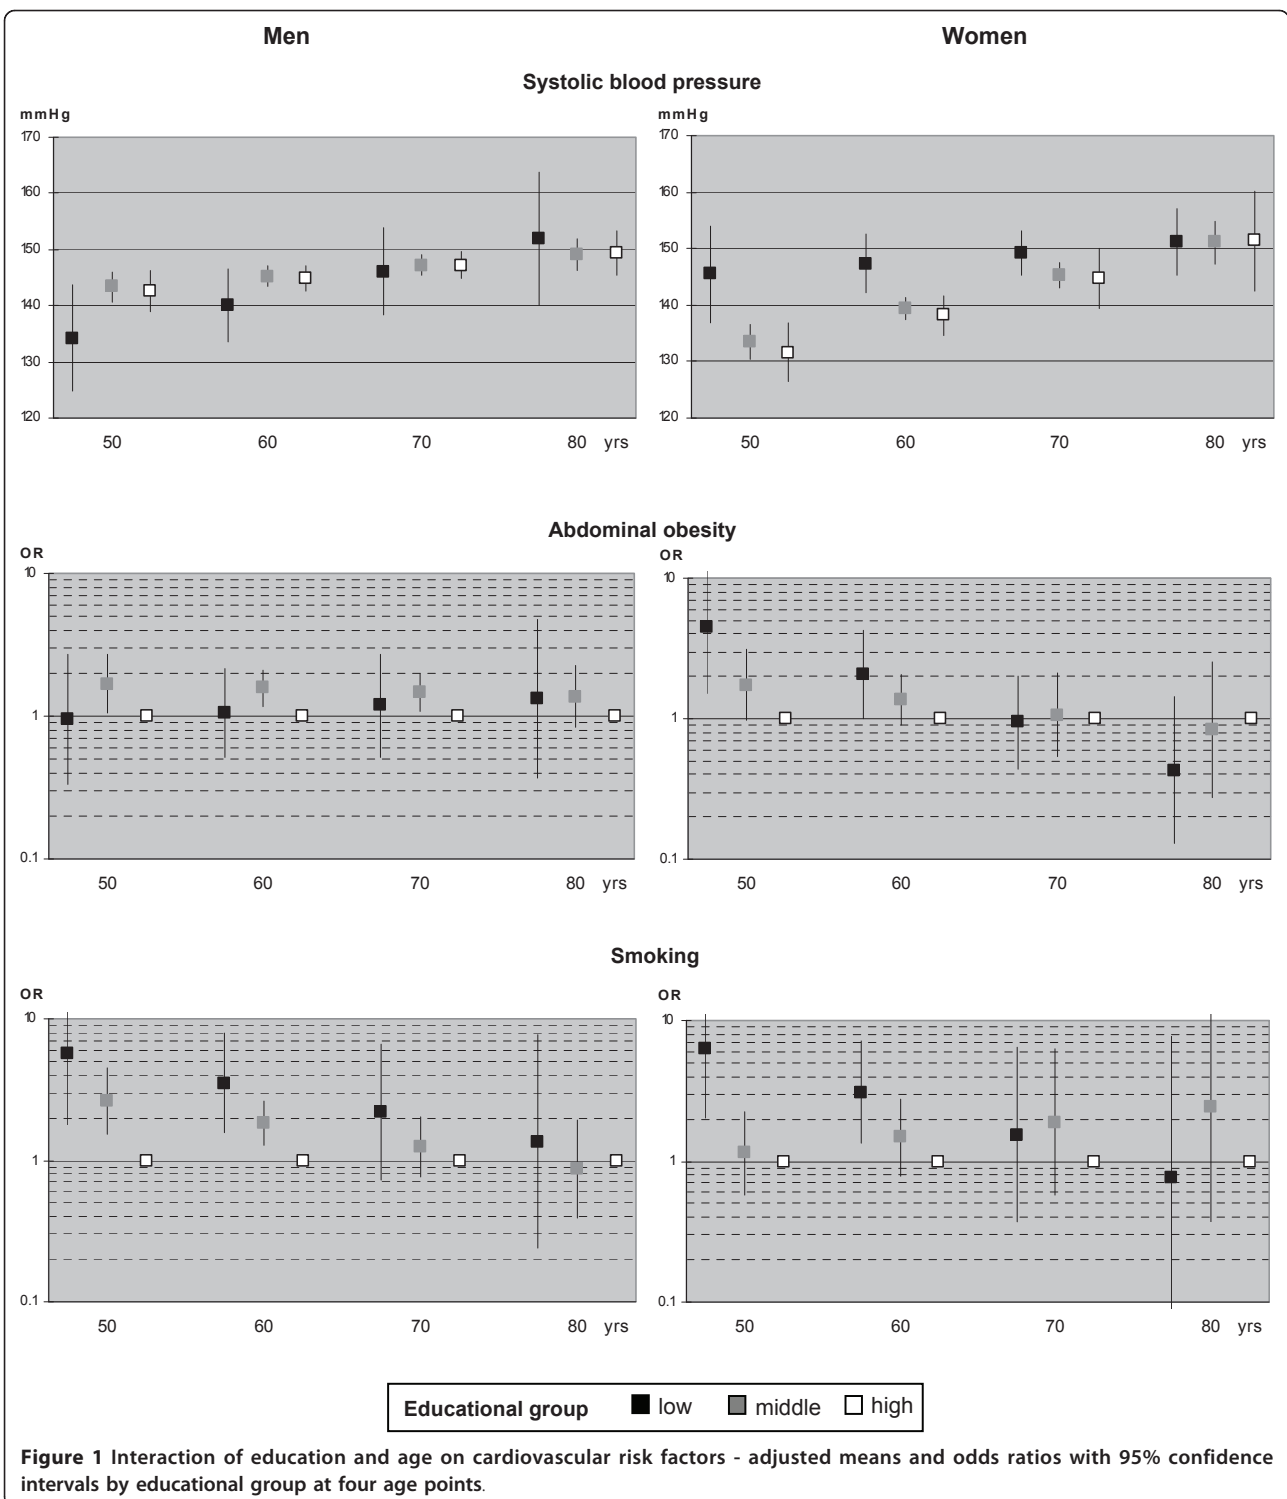 Men Women
Systolic blood pressure
mmHg mmHg
170 170
160 160
150 150
140 140
130 130
120 120
50 60 70 80 yrs 50 60 70 80 yrs
Abdominal obesity
OR OR
10 10
1 1
0.1 0.1
50 60 70 80 yrs 50 60 70 80 yrs
Smoking
OR OR
10 10
1 1
0.1 0.1
50 60 70 80 yrs 50 60 70 80 yrs
Educational group low middle high
Figure 1 Interaction of education and age on cardiovascular risk factors - adjusted means and odds ratios with 95% confidence
intervals by educational group at four age points.